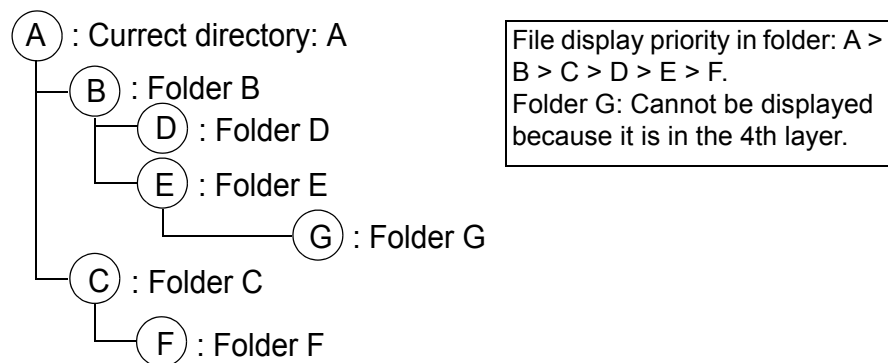 A : Currect directory: A
B : Folder B
D : Folder D
E : Folder E
G : Folder G
C : Folder C
F : Folder F
File display priority in folder: A >
B > C > D > E > F.
Folder G: Cannot be displayed
because it is in the 4th layer.